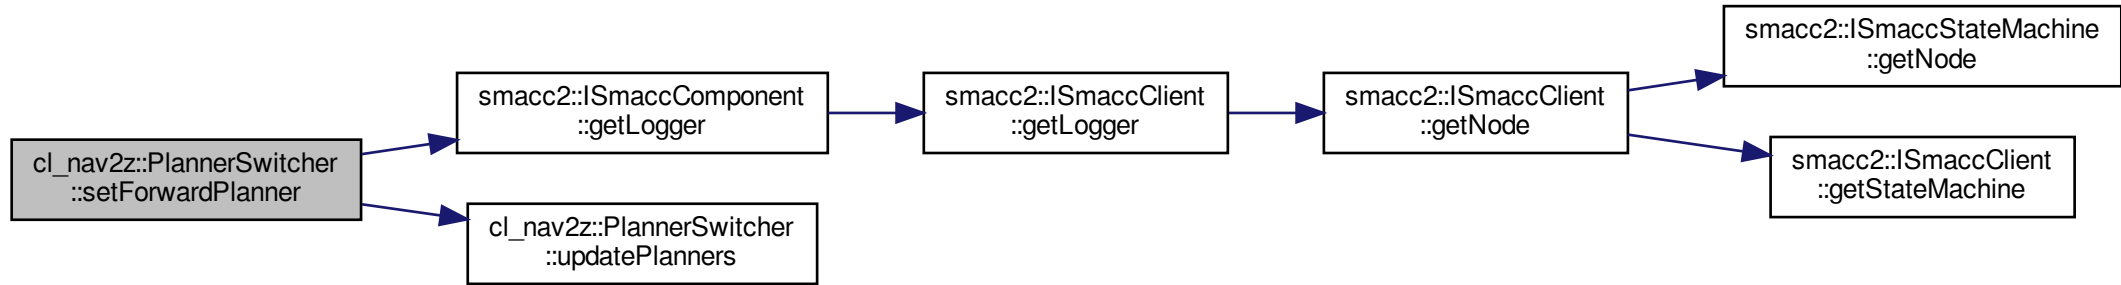 cl_nav2z::PlannerSwitcher
::setForwardPlanner
smacc2::ISmaccComponent
::getLogger
cl_nav2z::PlannerSwitcher
::updatePlanners
smacc2::ISmaccClient
::getLogger
smacc2::ISmaccClient
::getNode
smacc2::ISmaccStateMachine
::getNode
smacc2::ISmaccClient
::getStateMachine